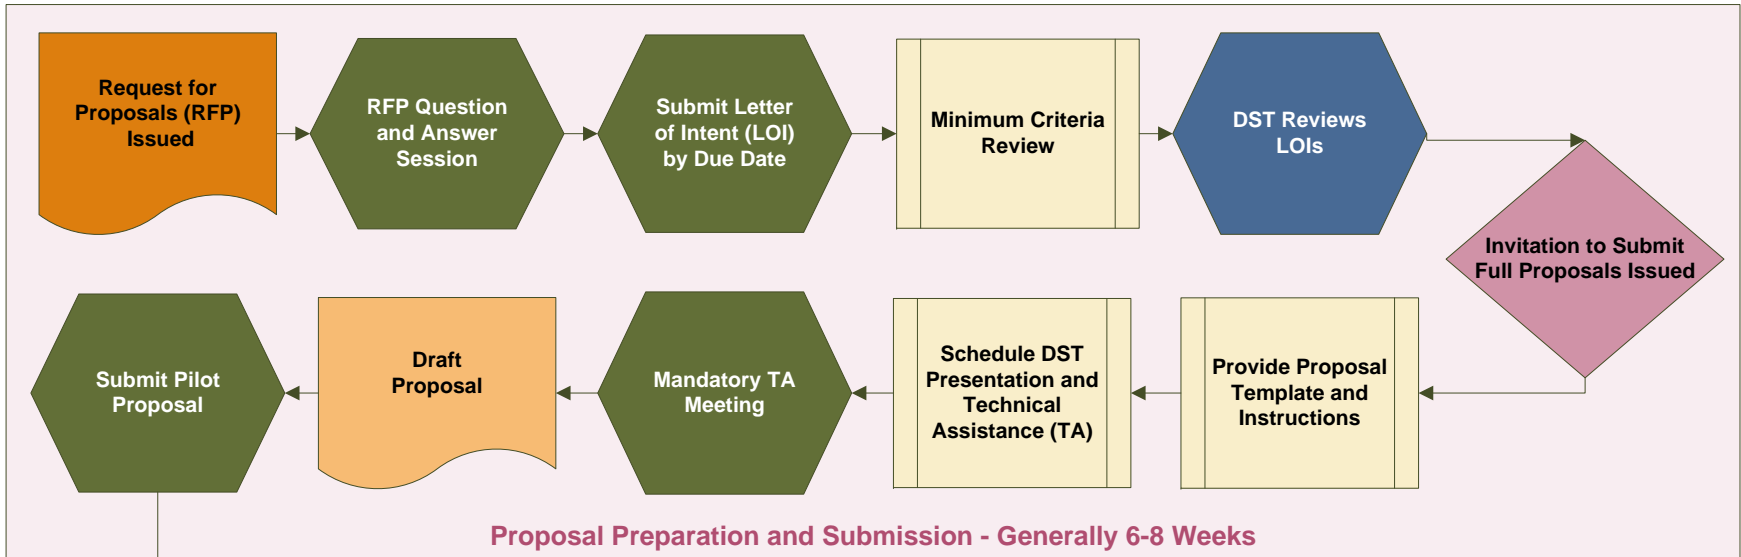 Request for
Proposals (RFP)
Issued
RFP Question
and Answer
Session
Submit Letter
of Intent (LOI)
by Due Date
Minimum Criteria
Review
DST Reviews
LOIs
Invitation to Submit
Full Proposals Issued
Provide Proposal
Template and
Instructions
Schedule DST
Presentation and
Technical
Assistance (TA)
Mandatory TA
Meeting
Draft
Proposal
Submit Pilot
Proposal
Proposal Preparation and Submission - Generally 6-8 Weeks